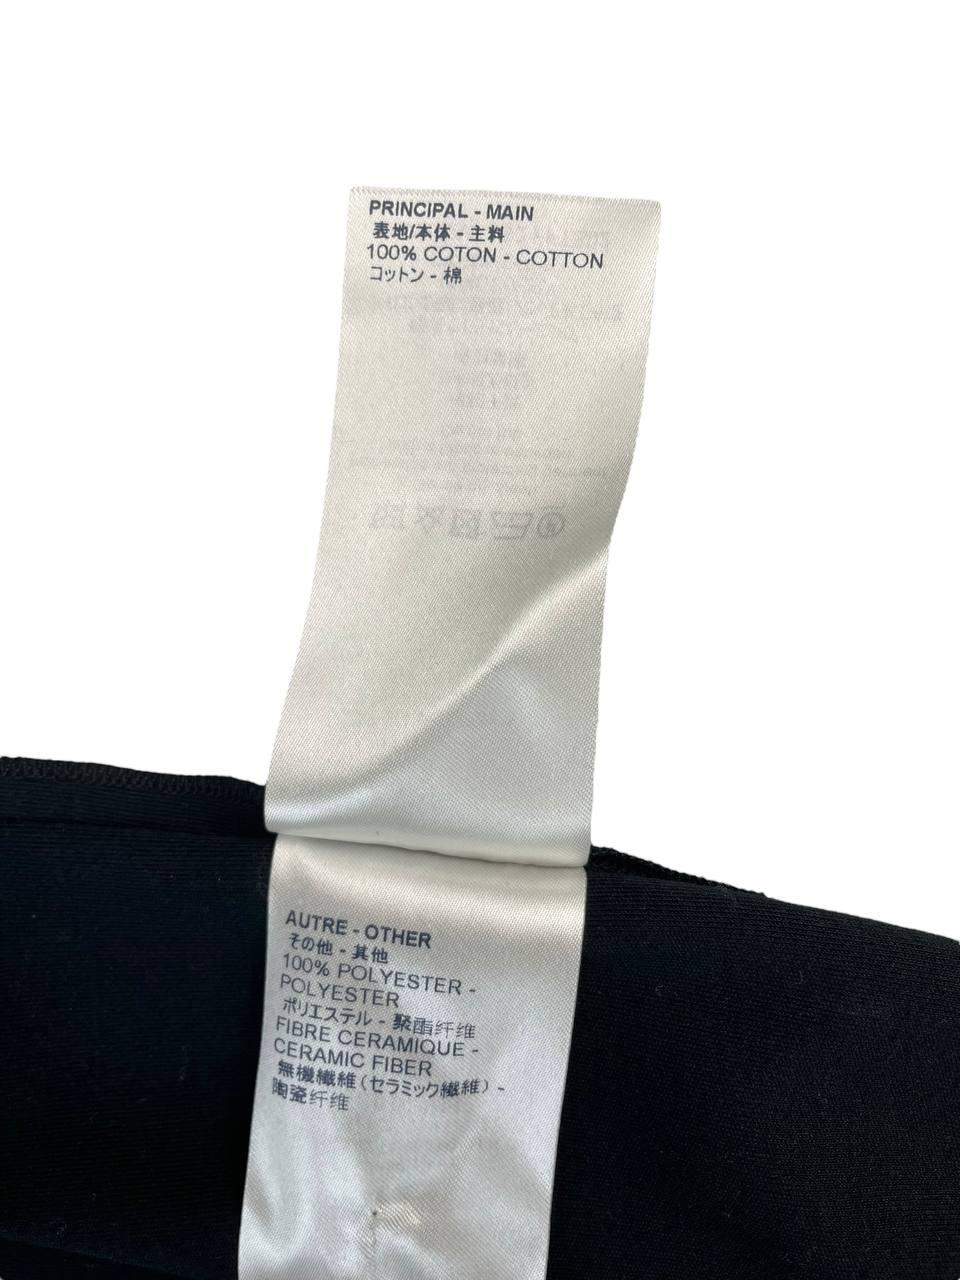 PRINCIPAL - MAIN
表地/本体 - 主料
100% COTON - COTTON
コットン - 棉
AUTRE - OTHER
その他 - 其他
100% POLYESTER -
POLYESTER
ポリエステル - 聚酯纤维
FIBRE CERAMIQUE -
CERAMIC FIBER
無機繊維(セラミック繊維) -
陶瓷纤维